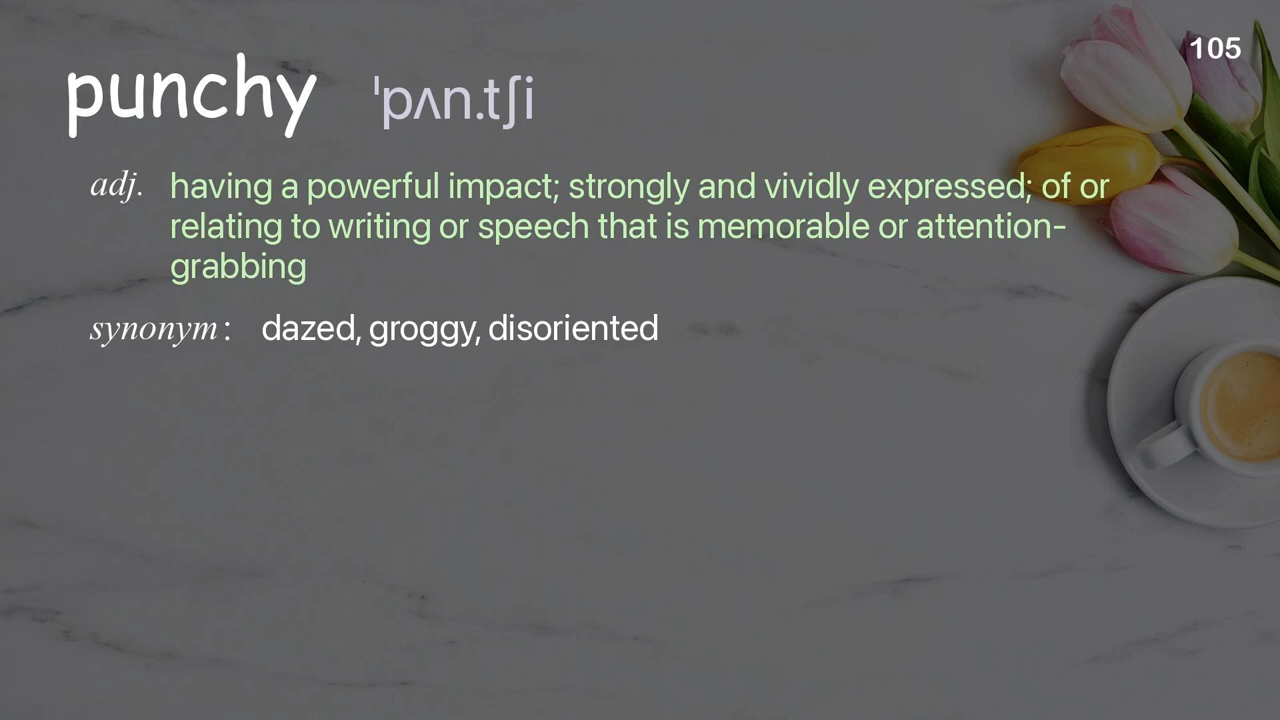 105
punchy ˈpʌn.tʃi
adj. having a powerful impact; strongly and vividly expressed; of or
relating to writing or speech that is memorable or attention-
grabbing
synonym : dazed, groggy, disoriented